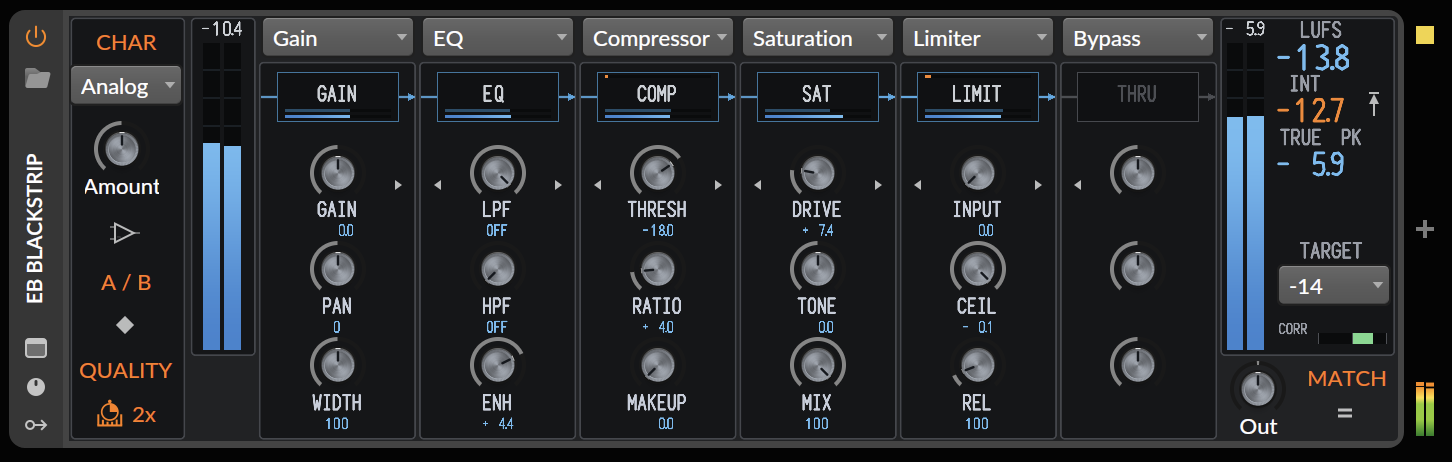 EB BLACKSTRIP
CHAR
Analog
Amount
A / B
QUALITY
2x
-10.4
Gain
GAIN
GAIN
0.0
PAN
0
WIDTH
100
EQ
EQ
LPF
OFF
HPF
OFF
ENH
+ 4.4
Compressor
COMP
THRESH
-18.0
RATIO
+ 4.0
MAKEUP
0.0
Saturation
SAT
DRIVE
+ 7.4
TONE
0.0
MIX
100
Limiter
LIMIT
INPUT
0.0
CEIL
- 0.1
REL
100
Bypass
THRU
- 5.9
LUFS
-13.8
INT
-12.7
TRUE PK
- 5.9
TARGET
-14
CORR
Out
MATCH
=